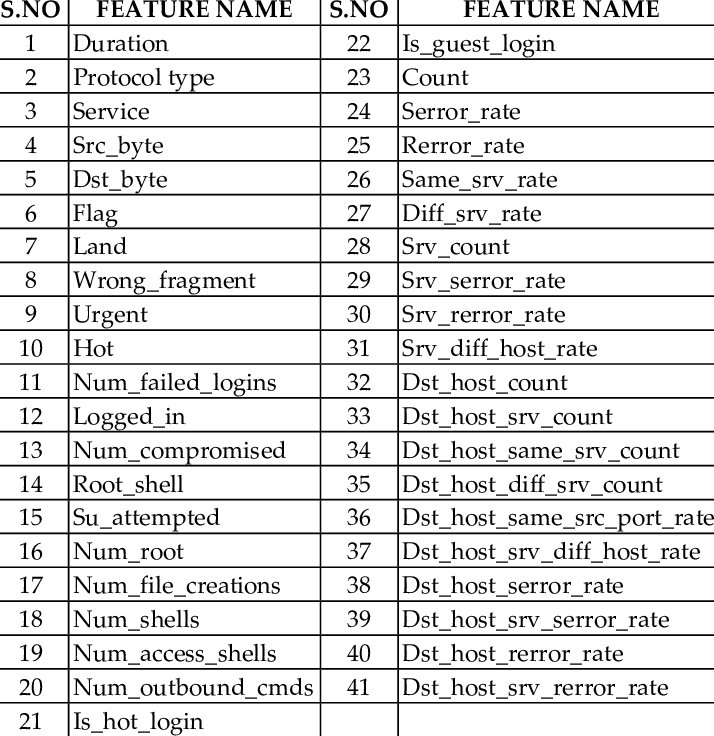 S.NO FEATURE NAME S.NO FEATURE NAME
1 Duration 22 Is_guest_login
2 Protocol type 23 Count
3 Service 24 Serror_rate
4 Src_byte 25 Rerror_rate
5 Dst_byte 26 Same_srv_rate
6 Flag 27 Diff_srv_rate
7 Land 28 Srv_count
8 Wrong_fragment 29 Srv_serror_rate
9 Urgent 30 Srv_rerror_rate
10 Hot 31 Srv_diff_host_rate
11 Num_failed_logins 32 Dst_host_count
12 Logged_in 33 Dst_host_srv_count
13 Num_compromised 34 Dst_host_same_srv_count
14 Root_shell 35 Dst_host_diff_srv_count
15 Su_attempted 36 Dst_host_same_src_port_rate
16 Num_root 37 Dst_host_srv_diff_host_rate
17 Num_file_creations 38 Dst_host_serror_rate
18 Num_shells 39 Dst_host_srv_serror_rate
19 Num_access_shells 40 Dst_host_rerror_rate
20 Num_outbound_cmds 41 Dst_host_srv_rerror_rate
21 Is_hot_login